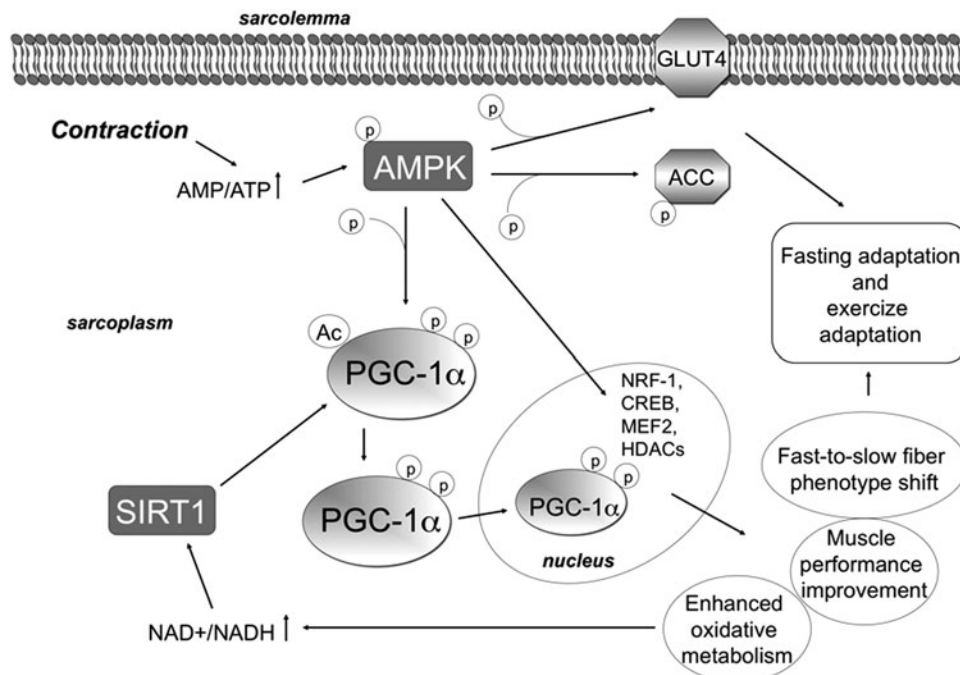 sarcolemma
GLUT4
Contraction
p
p
AMPK
ACC
AMP/ATP
p
p
p
Fasting adaptation
and
exercize
adaptation
sarcoplasm
Ac
p
p
PGC-1α
NRF-1,
CREB,
MEF2,
HDACs
Fast-to-slow fiber
phenotype shift
p
p
PGC-1α
p
p
PGC-1α
SIRT1
nucleus
Muscle
performance
improvement
NAD+/NADH
Enhanced
oxidative
metabolism